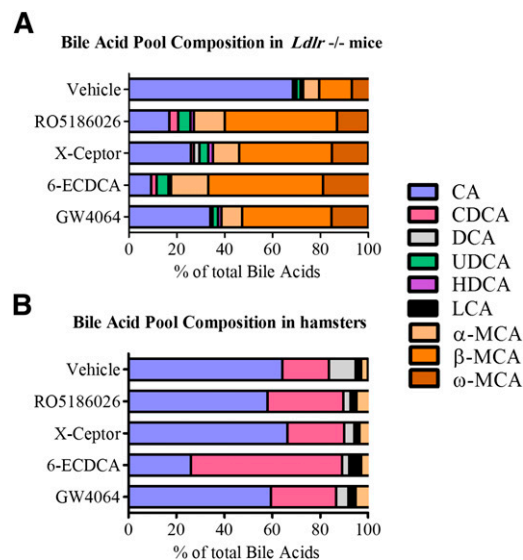 A
Bile Acid Pool Composition in Ldlr -/- mice
Vehicle
RO5186026
X-Ceptor
6-ECDCA
GW4064
0 20 40 60 80 100
% of total Bile Acids
CA
CDCA
DCA
UDCA
HDCA
LCA
α-MCA
β-MCA
ω-MCA
B
Bile Acid Pool Composition in hamsters
Vehicle
RO5186026
X-Ceptor
6-ECDCA
GW4064
0 20 40 60 80 100
% of total Bile Acids